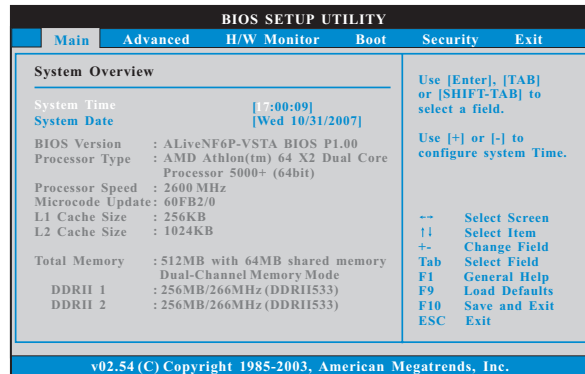 BIOS SETUP UTILITY
Main Advanced H/W Monitor Boot Security Exit
System Overview
System Time [17:00:09]
System Date [Wed 10/31/2007]
BIOS Version : ALiveNF6P-VSTA BIOS P1.00
Processor Type : AMD Athlon(tm) 64 X2 Dual Core
Processor 5000+ (64bit)
Processor Speed : 2600 MHz
Microcode Update : 60FB2/0
L1 Cache Size : 256KB
L2 Cache Size : 1024KB
Total Memory : 512MB with 64MB shared memory
Dual-Channel Memory Mode
DDRII 1 : 256MB/266MHz (DDRII533)
DDRII 2 : 256MB/266MHz (DDRII533)
Use [Enter], [TAB]
or [SHIFT-TAB] to
select a field.
Use [+] or [-] to
configure system Time.
←→ Select Screen
↑↓ Select Item
+- Change Field
Tab Select Field
F1 General Help
F9 Load Defaults
F10 Save and Exit
ESC Exit
v02.54 (C) Copyright 1985-2003, American Megatrends, Inc.